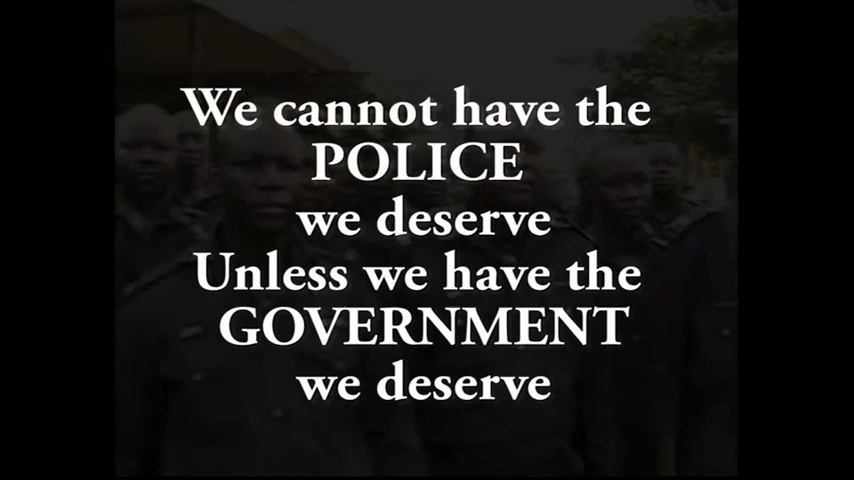 We cannot have the
POLICE
we deserve
Unless we have the
GOVERNMENT
we deserve